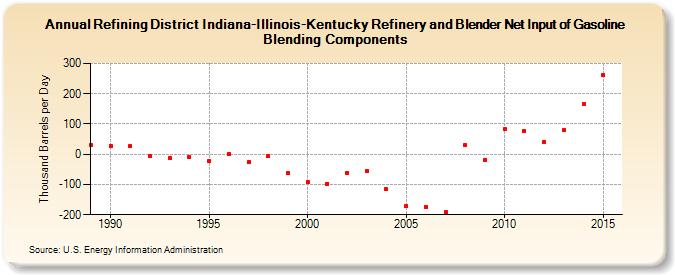 Annual Refining District Indiana-Illinois-Kentucky Refinery and Blender Net Input of Gasoline
Blending Components
Thousand Barrels per Day
300
200
100
0
-100
-200
1990 1995 2000 2005 2010 2015
Source: U.S. Energy Information Administration